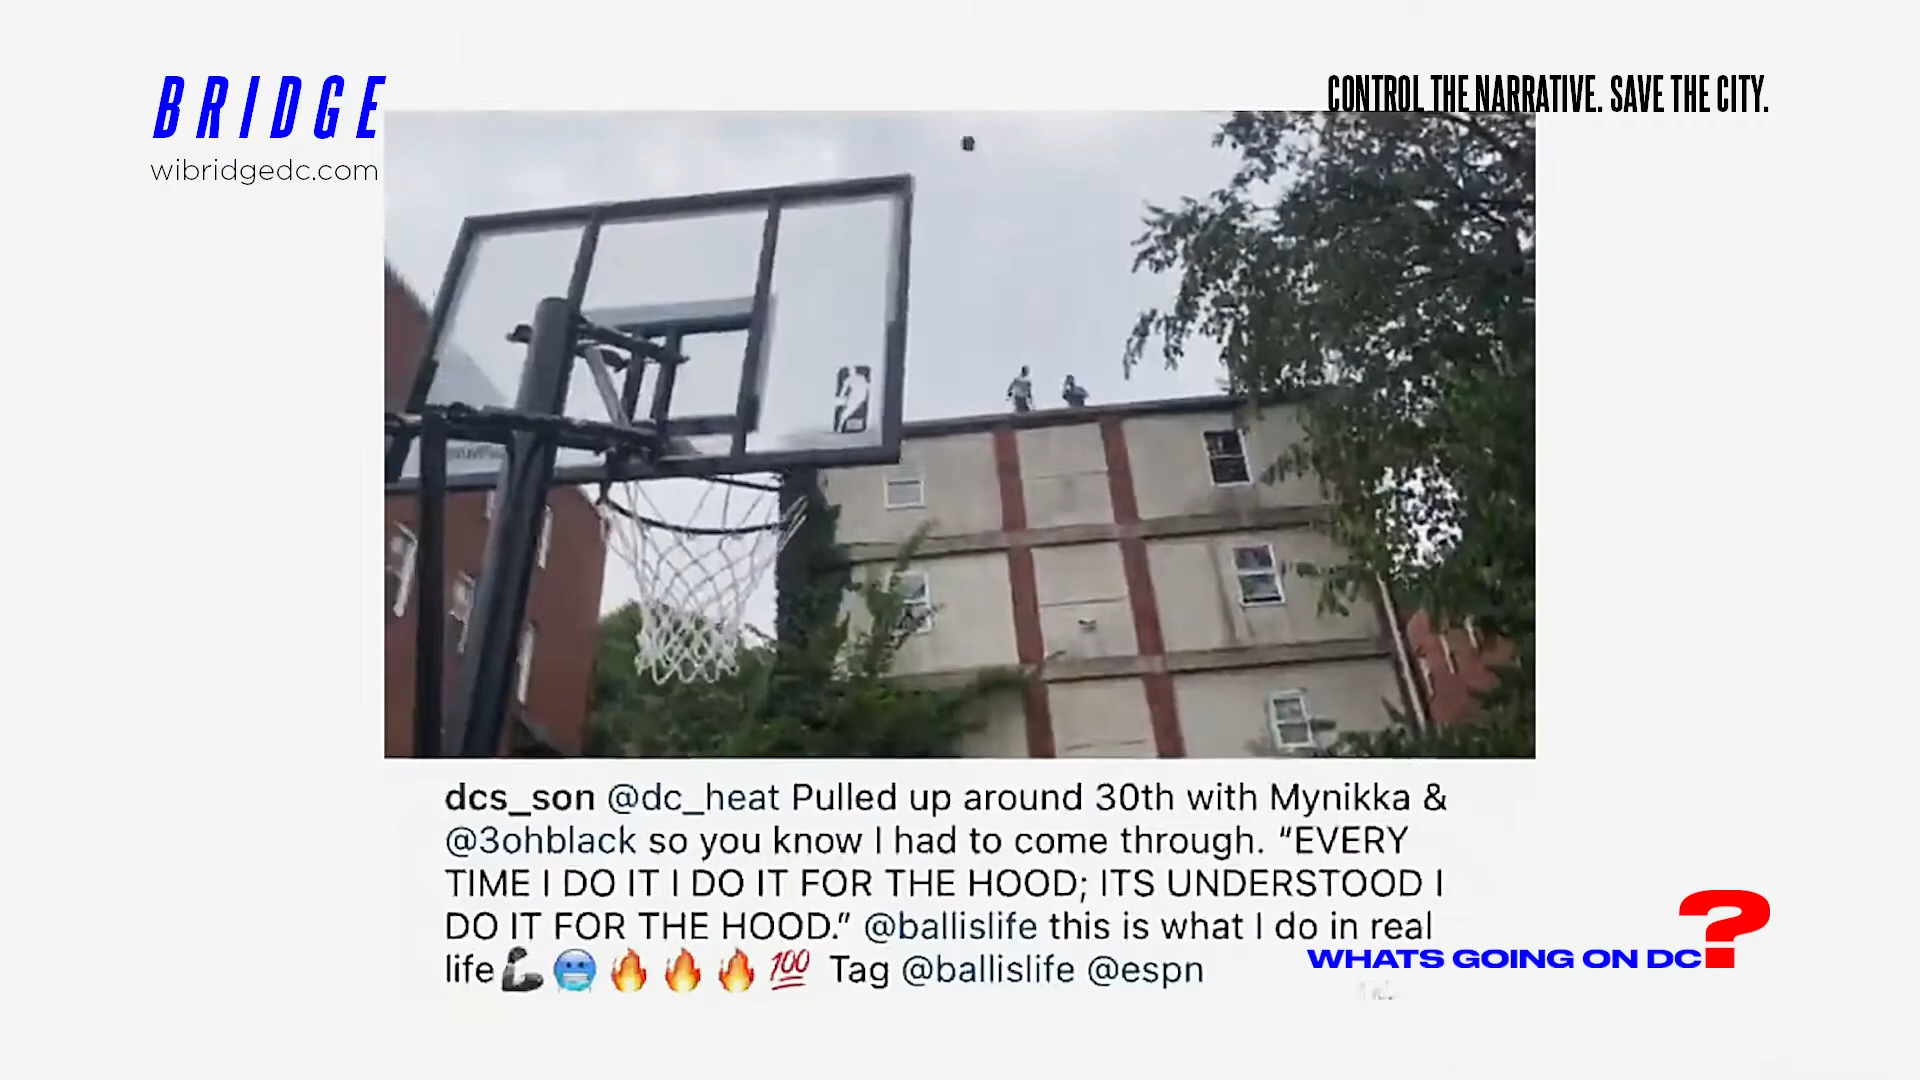 BRIDGE
wibridgedc.com
CONTROL THE NARRATIVE. SAVE THE CITY.
dcs_son @dc_heat Pulled up around 30th with Mynikka &
@3ohblack so you know I had to come through. “EVERY
TIME I DO IT I DO IT FOR THE HOOD; ITS UNDERSTOOD I
DO IT FOR THE HOOD.” @ballislife this is what I do in real
life💪🏿🥶🔥🔥🔥💯 Tag @ballislife @espn
WHATS GOING ON DC?